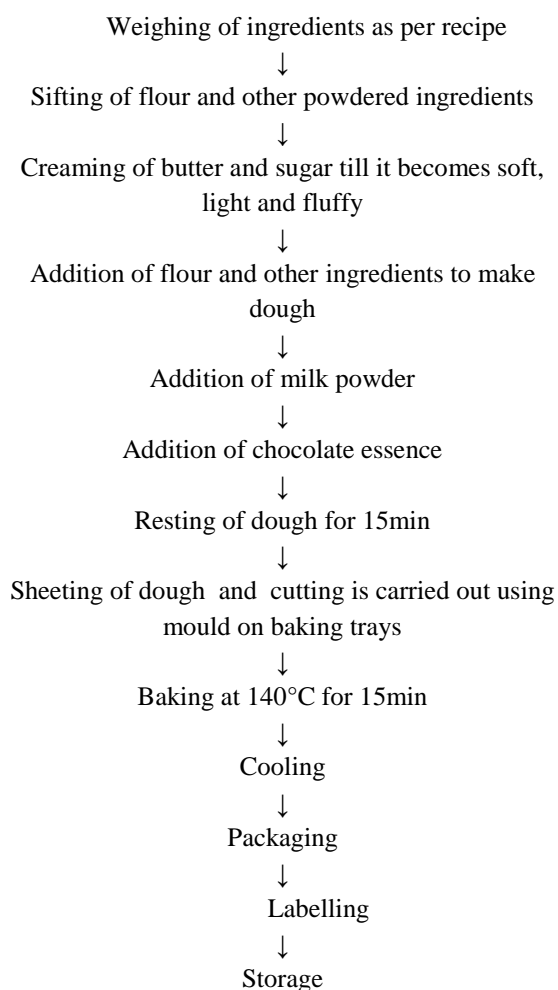 Weighing of ingredients as per recipe
↓
Sifting of flour and other powdered ingredients
↓
Creaming of butter and sugar till it becomes soft,
light and fluffy
↓
Addition of flour and other ingredients to make
dough
↓
Addition of milk powder
↓
Addition of chocolate essence
↓
Resting of dough for 15min
↓
Sheeting of dough and cutting is carried out using
mould on baking trays
↓
Baking at 140°C for 15min
↓
Cooling
↓
Packaging
↓
Labelling
↓
Storage